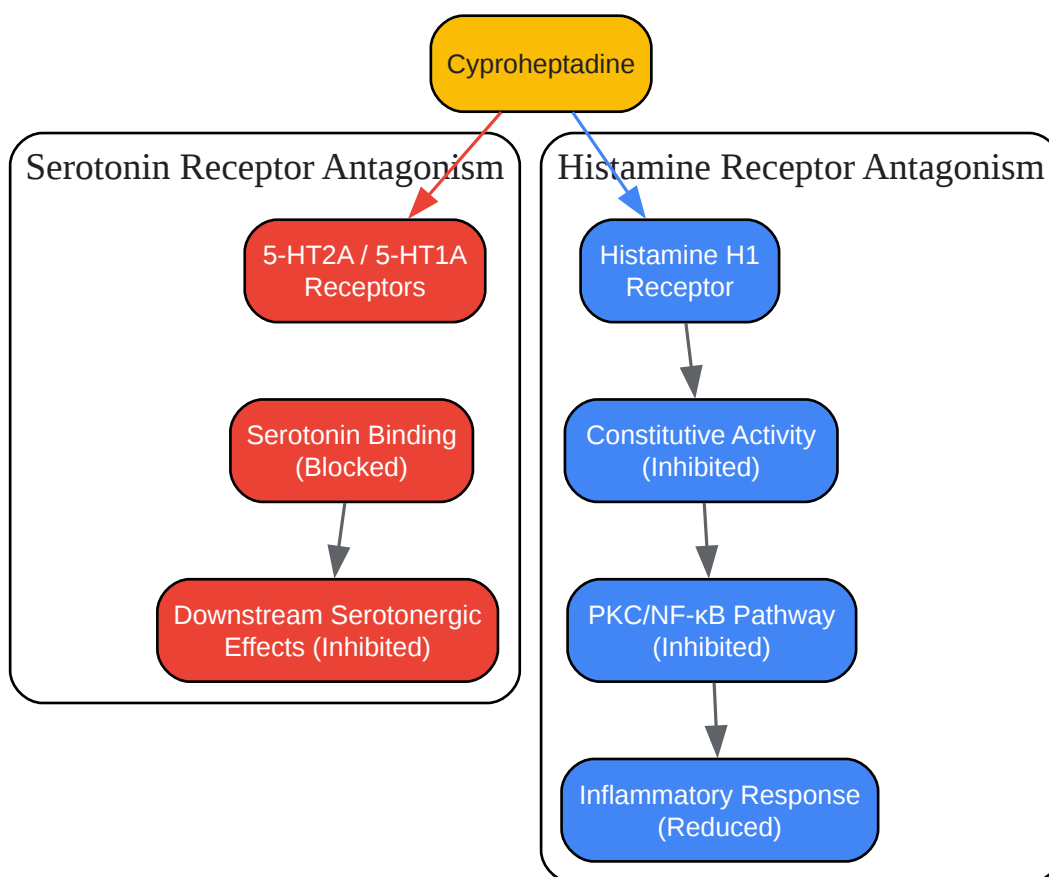 Cyproheptadine
Serotonin Receptor Antagonism
5-HT2A / 5-HT1A
Receptors
Serotonin Binding
(Blocked)
Downstream Serotonergic
Effects (Inhibited)
Histamine Receptor Antagonism
Histamine H1
Receptor
Constitutive Activity
(Inhibited)
PKC/NF-κB Pathway
(Inhibited)
Inflammatory Response
(Reduced)